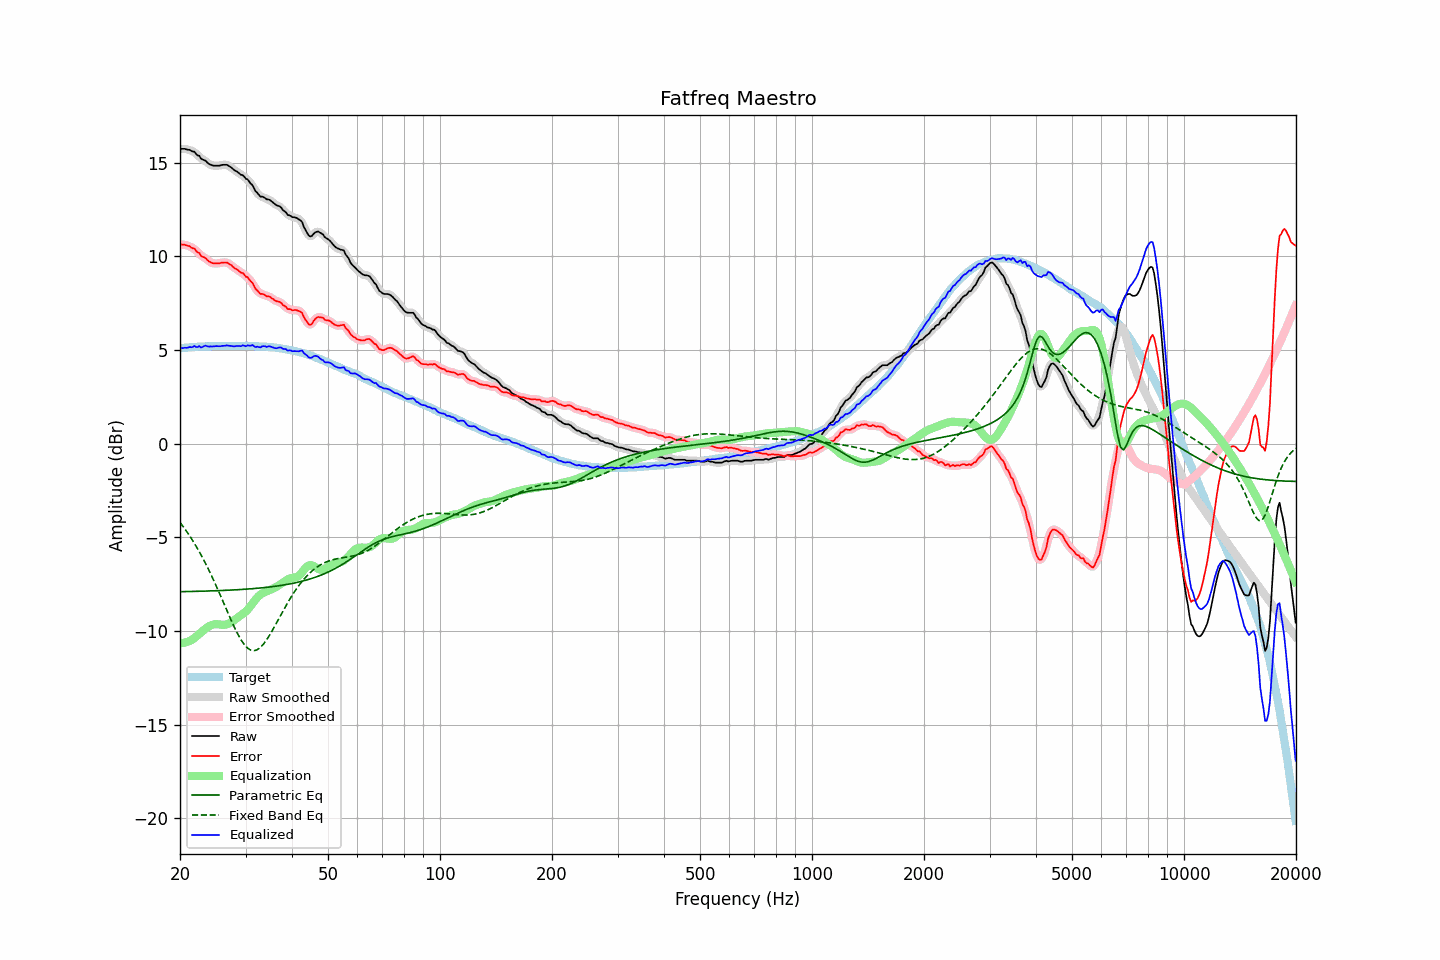 Fatfreq Maestro
Amplitude (dBr)
15
10
5
0
−5
−10
−15
−20
Target
Raw Smoothed
Error Smoothed
Raw
Error
Equalization
Parametric Eq
Fixed Band Eq
Equalized
20 50 100 200 500 1000 2000 5000 10000 20000
Frequency (Hz)